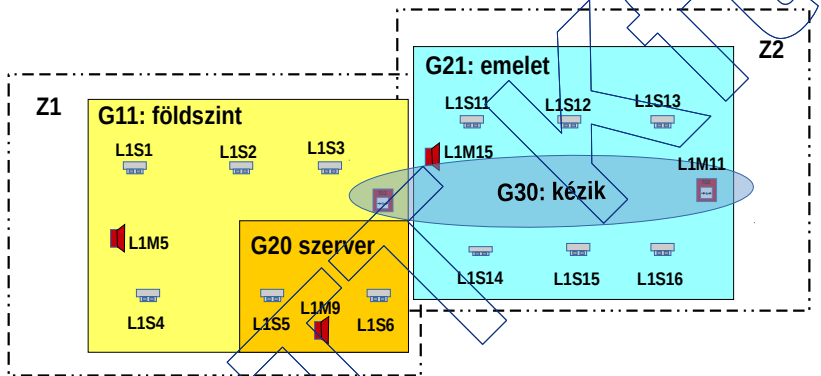 Z2
G21: emelet
L1S11
L1S12
L1S13
Z1
G11: földszint
L1S1
L1S2
L1S3
L1M15
L1M11
G30: kézik
L1M5
G20 szerver
L1S14
L1S15
L1S16
L1S4
L1S5
L1M9
L1S6